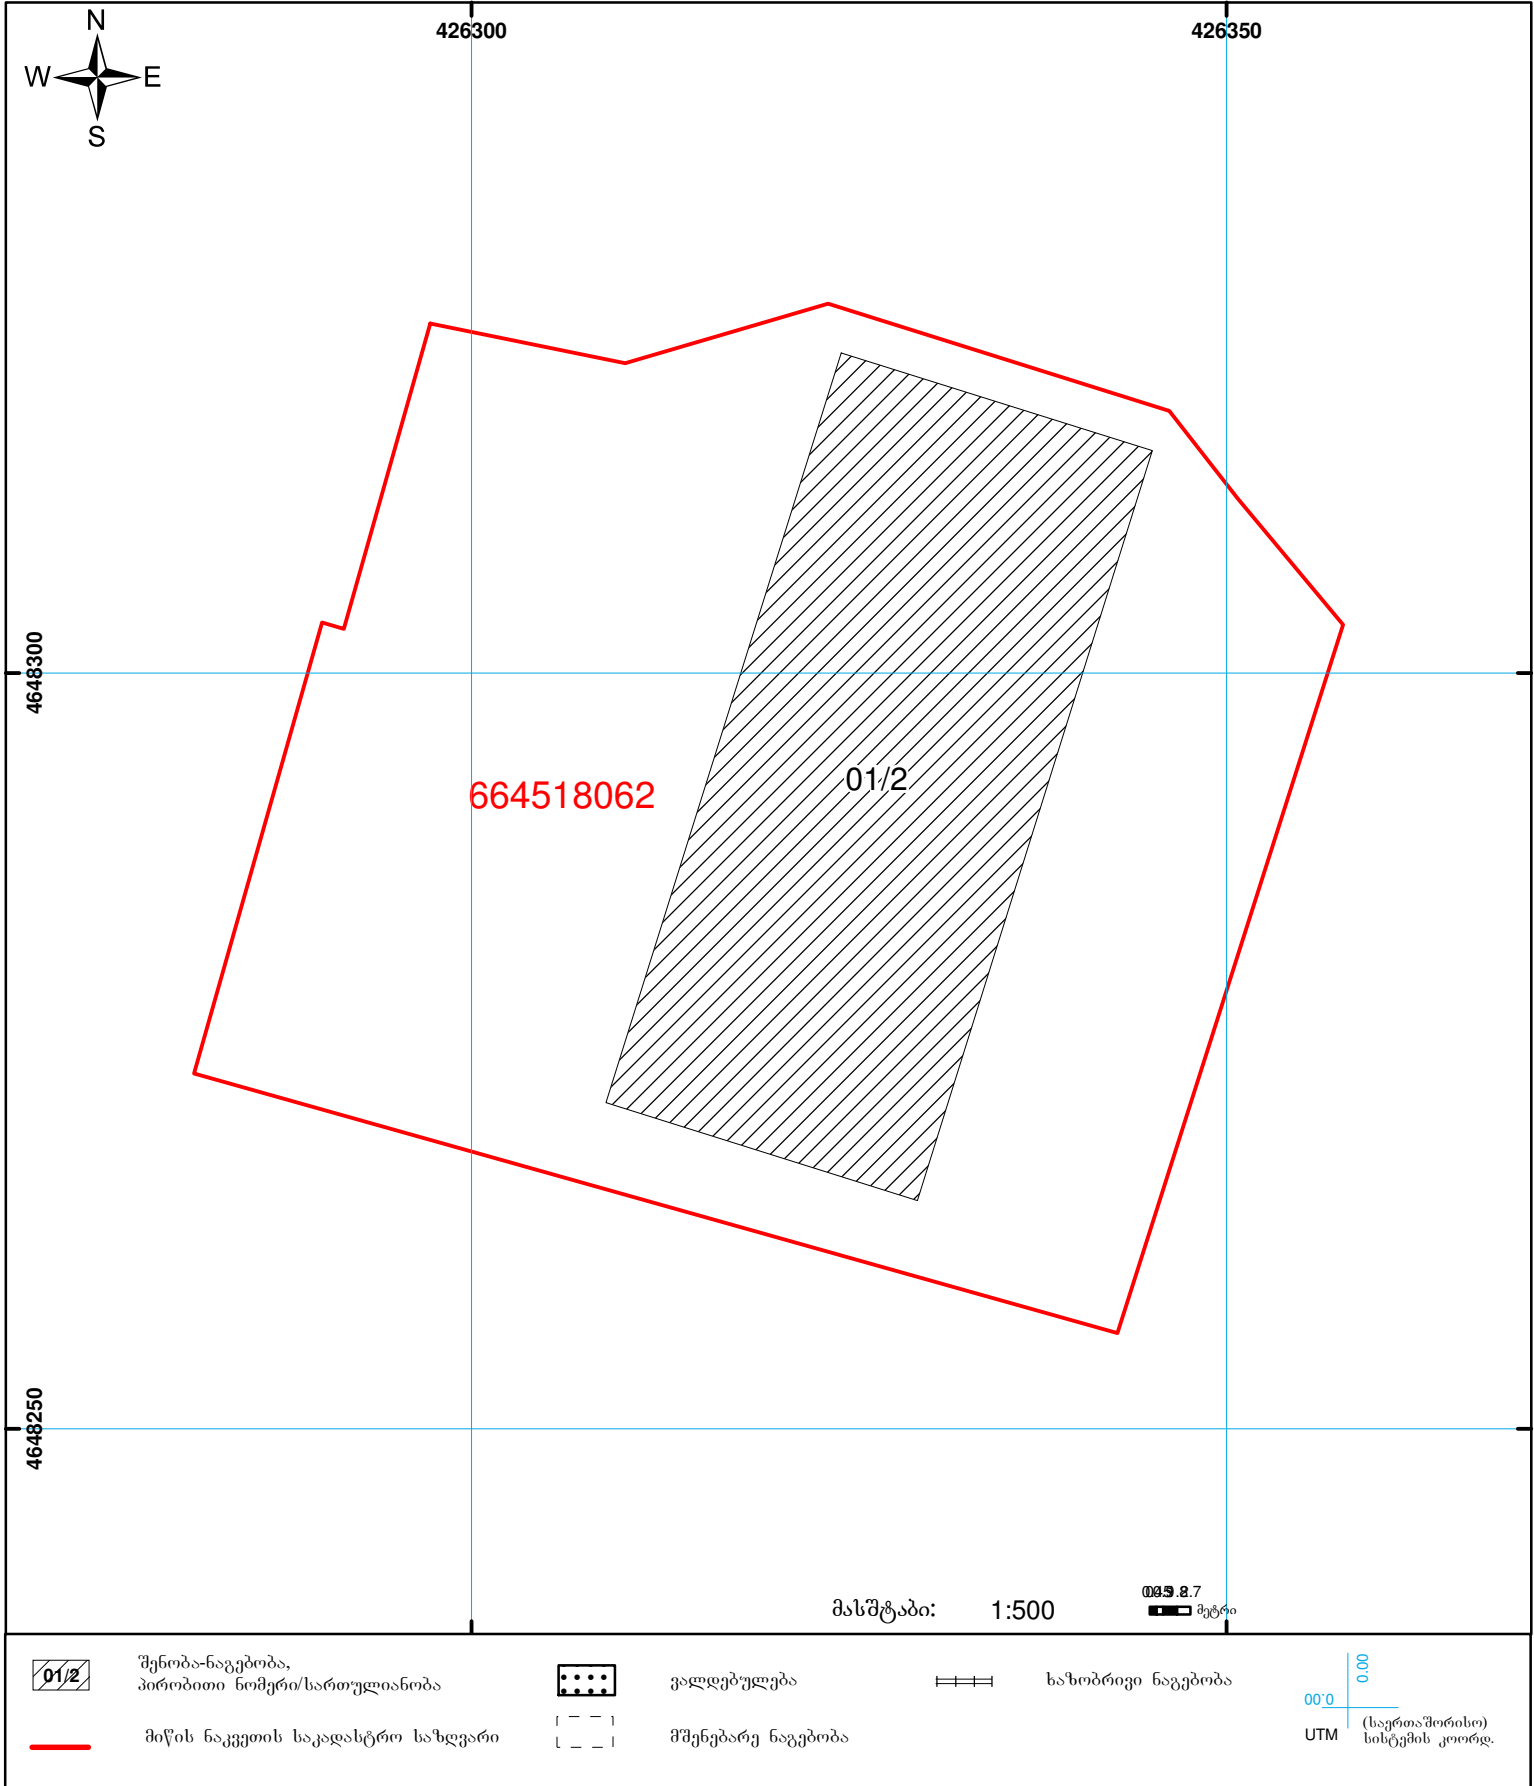 N
W E
S
426300
426350
4648300
664518062
01/2
4648250
მასშტაბი: 1:500
მეტრი
01/2
შენობა-ნაგებობა,
პირობითი ნომერი/სართულიანობა
ვალდებულება
ხაზობრივი ნაგებობა
მიწის ნაკვეთის საკადასტრო საზღვარი
მშენებარე ნაგებობა
0.00
0.00
UTM
(საერთაშორისო)
სისტემის კოორდ.